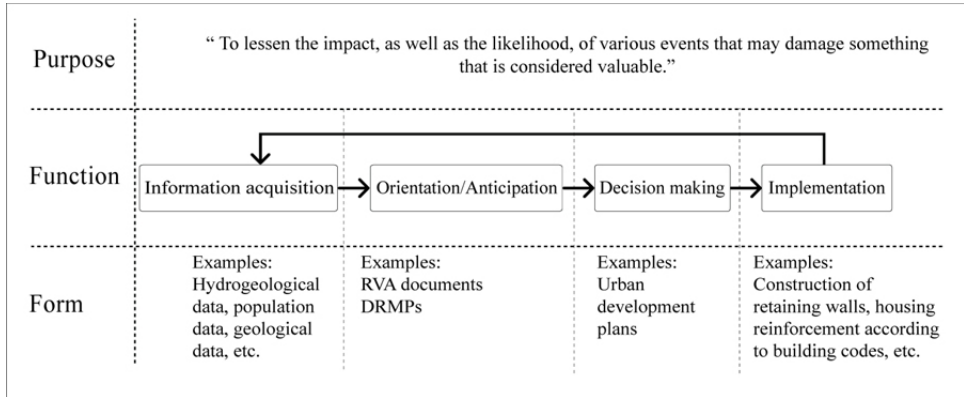 Purpose
“ To lessen the impact, as well as the likelihood, of various events that may damage something
that is considered valuable.”
Function
Information acquisition
Orientation/Anticipation
Decision making
Implementation
Form
Examples:
Hydrogeological
data, population
data, geological
data, etc.
Examples:
RVA documents
DRMPs
Examples:
Urban
development
plans
Examples:
Construction of
retaining walls, housing
reinforcement according
to building codes, etc.